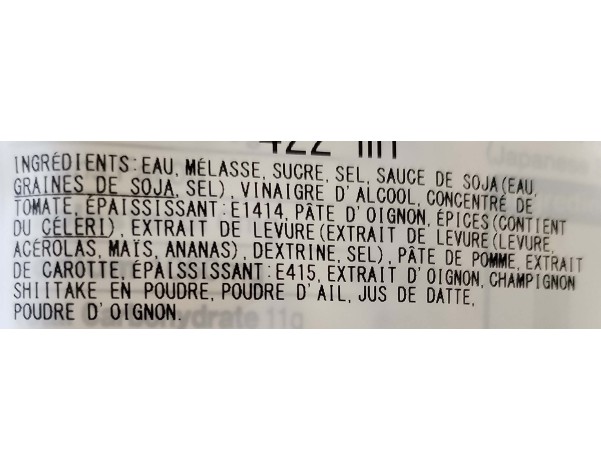 INGRÉDIENTS:EAU, MÉLASSE, SUCRE, SEL, SAUCE DE SOJA(EAU,
GRAINES DE SOJA, SEL), VINAIGRE D'ALCOOL, CONCENTRÉ DE
TOMATE, ÉPAISSISSANT:E1414, PÂTE D'OIGNON, ÉPICES(CONTIENT
DU CÉLERI), EXTRAIT DE LEVURE(EXTRAIT DE LEVURE(LEVURE,
ACÉROLAS, MAÏS, ANANAS), DEXTRINE, SEL), PÂTE DE POMME, EXTRAIT
DE CAROTTE, ÉPAISSISSANT:E415, EXTRAIT D'OIGNON, CHAMPIGNON
SHIITAKE EN POUDRE, POUDRE D'AIL, JUS DE DATTE,
POUDRE D'OIGNON.